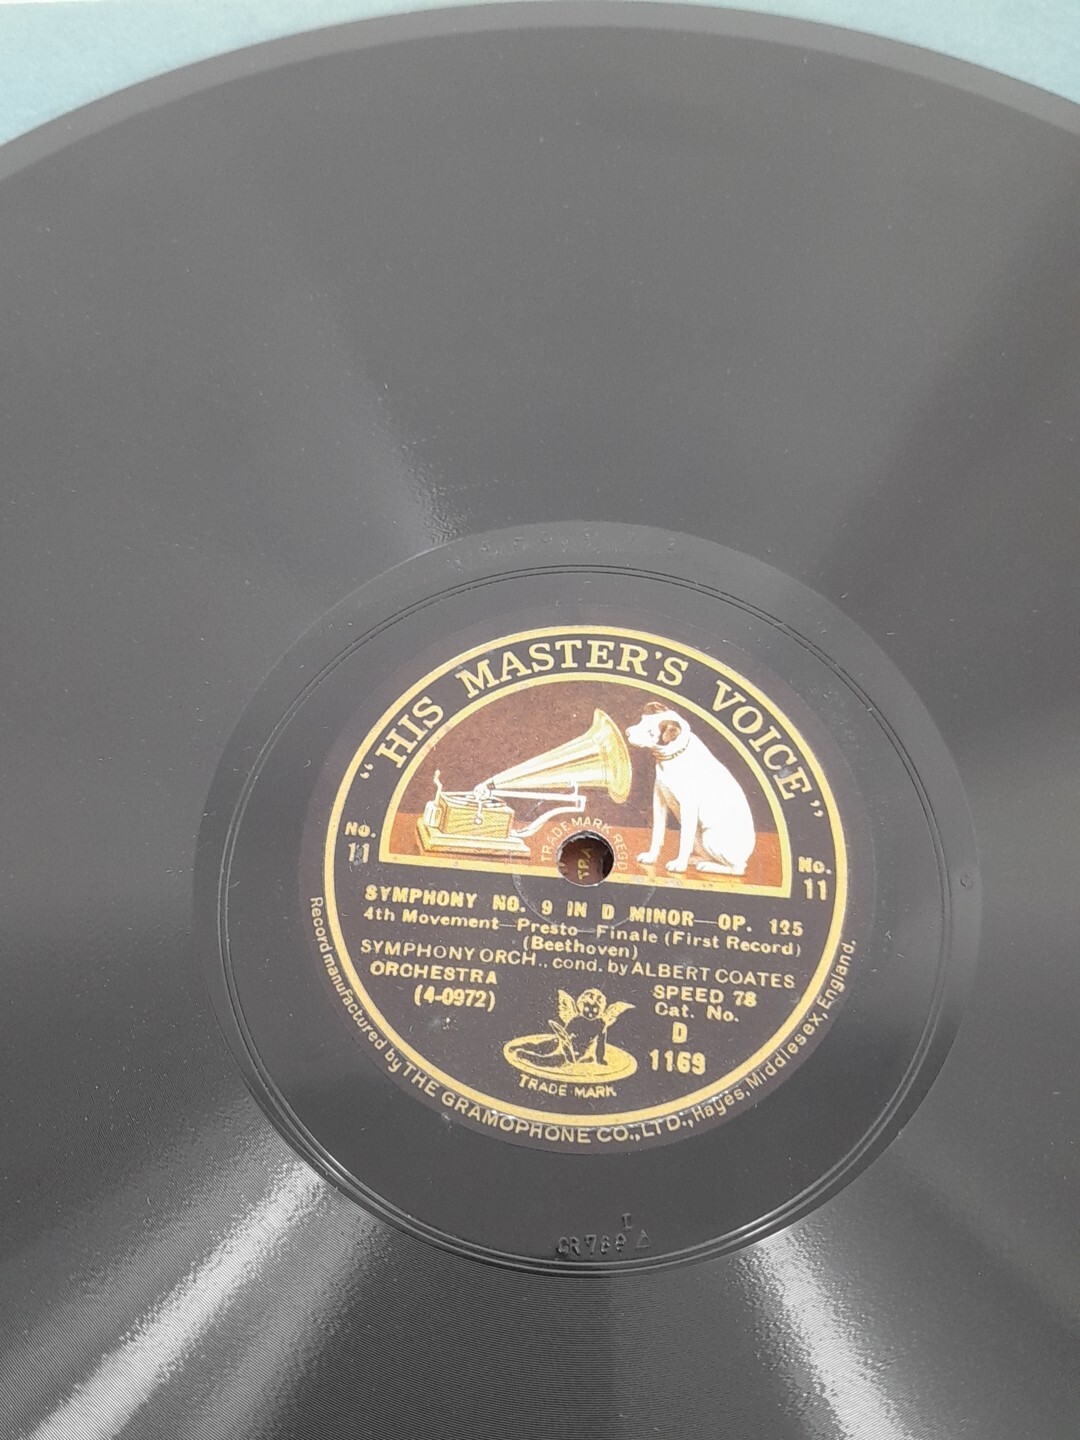 "HIS MASTER'S VOICE"
TRADE MARK REGD
No. 11
No. 11
SYMPHONY NO. 9 IN D MINOR—OP. 125
4th Movement—Presto—Finale (First Record)
(Beethoven)
SYMPHONY ORCH., cond. by ALBERT COATES
ORCHESTRA
(4-0972)
SPEED 78
Cat. No.
D
1169
TRADE MARK
Record manufactured by THE GRAMOPHONE CO., LTD., Hayes, Middlesex, England.
I
CR 789 Δ